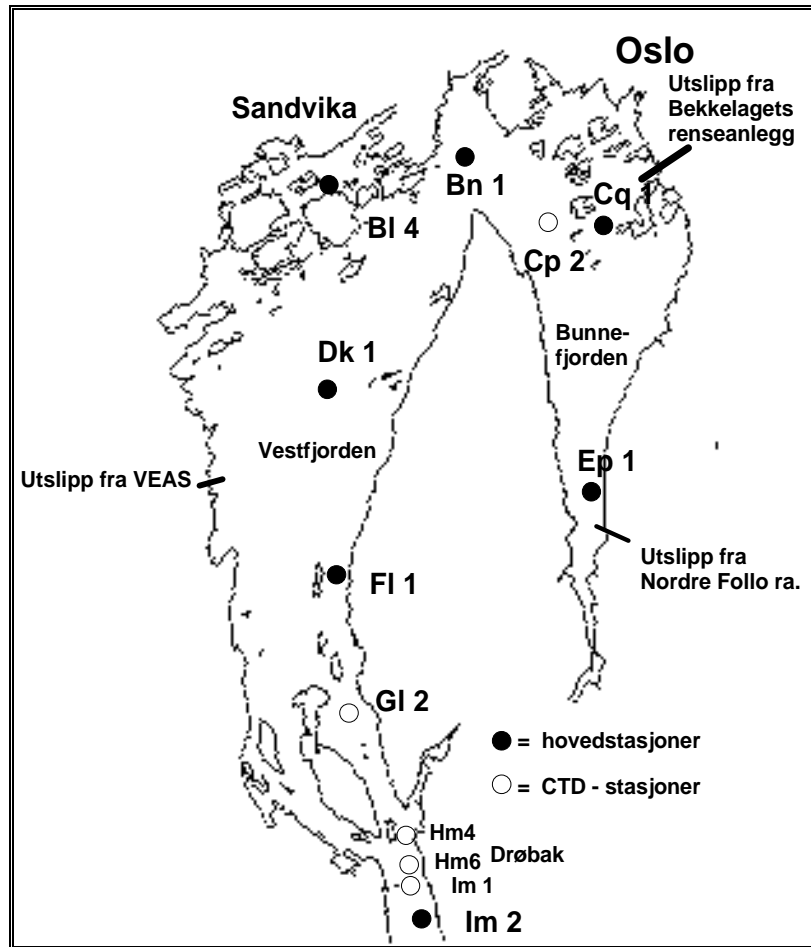 Oslo
Utslipp fra
Bekkelagets
renseanlegg
Sandvika
Bn 1
Cq 1
Bl 4
Cp 2
Bunne-
fjorden
Dk 1
Vestfjorden
Ep 1
Utslipp fra VEAS
Utslipp fra
Nordre Follo ra.
Fl 1
Gl 2
= hovedstasjoner
= CTD - stasjoner
Hm4
Drøbak
Hm6
Im 1
Im 2